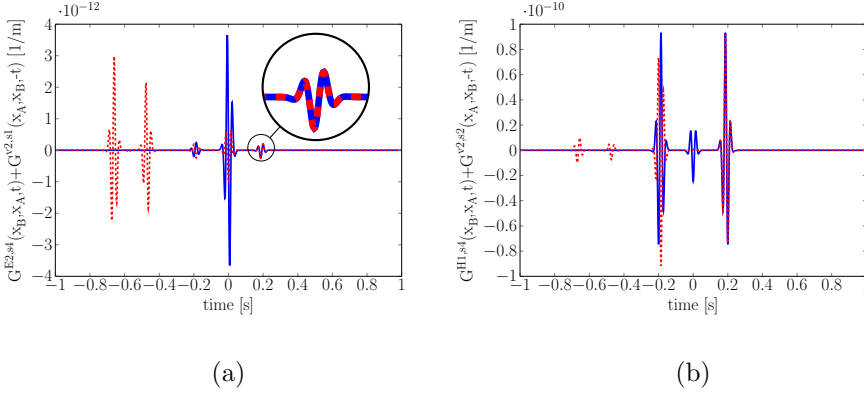 ·10⁻¹²
4
3
2
1
0
−1
−2
−3
−4
−1 −0.8 −0.6 −0.4 −0.2 0 0.2 0.4 0.6 0.8 1
time [s]
G^{E2,s4}(x_B,x_A,t)+G^{v2,s1}(x_A,x_B,-t) [1/m]
(a)
·10⁻¹⁰
1
0.8
0.6
0.4
0.2
0
−0.2
−0.4
−0.6
−0.8
−1
−1 −0.8 −0.6 −0.4 −0.2 0 0.2 0.4 0.6 0.8 1
time [s]
G^{H1,s4}(x_B,x_A,t)+G^{v2,s2}(x_A,x_B,-t) [1/m]
(b)